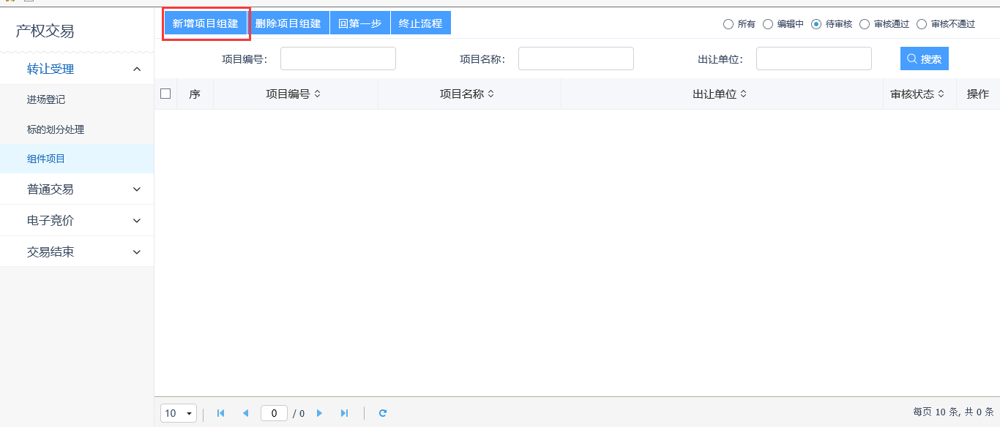 产权交易
转让受理
进场登记
标的划分处理
组件项目
普通交易
电子竞价
交易结束
新增项目组建 删除项目组建 回第一步 终止流程 所有 编辑中 待审核 审核通过 审核不通过
项目编号： 项目名称： 出让单位： 搜索
序 项目编号 项目名称 出让单位 审核状态 操作
10 0 / 0 每页 10 条, 共 0 条